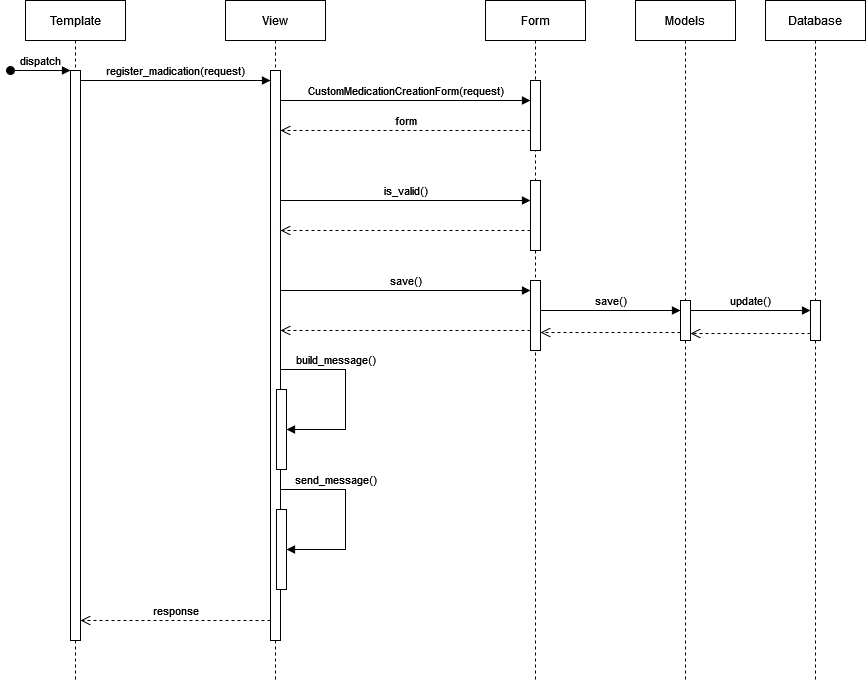 Template
View
Form
Models
Database
dispatch
register_madication(request)
CustomMedicationCreationForm(request)
form
is_valid()
save()
save()
update()
build_message()
send_message()
response